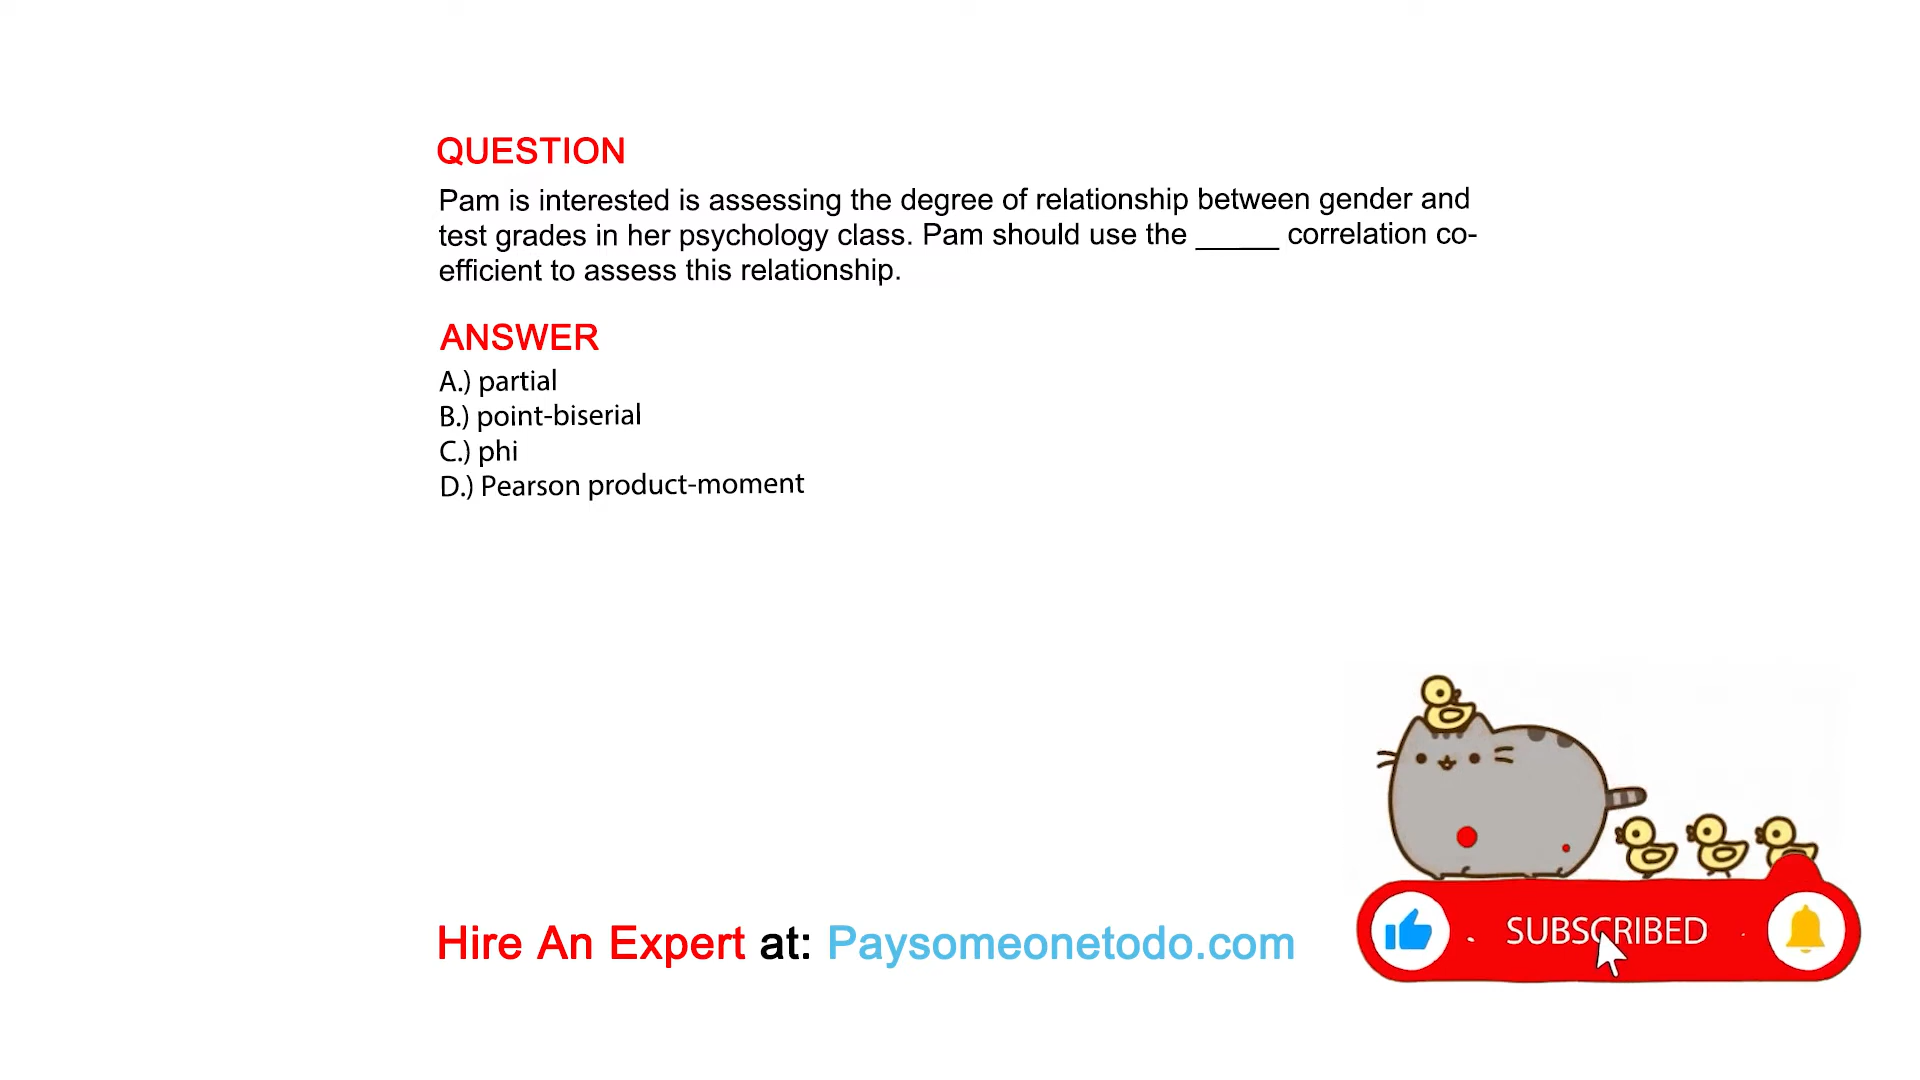 QUESTION
Pam is interested is assessing the degree of relationship between gender and
test grades in her psychology class. Pam should use the _____ correlation co-
efficient to assess this relationship.
ANSWER
A.) partial
B.) point-biserial
C.) phi
D.) Pearson product-moment
Hire An Expert at: Paysomeonetodo.com
SUBSCRIBED